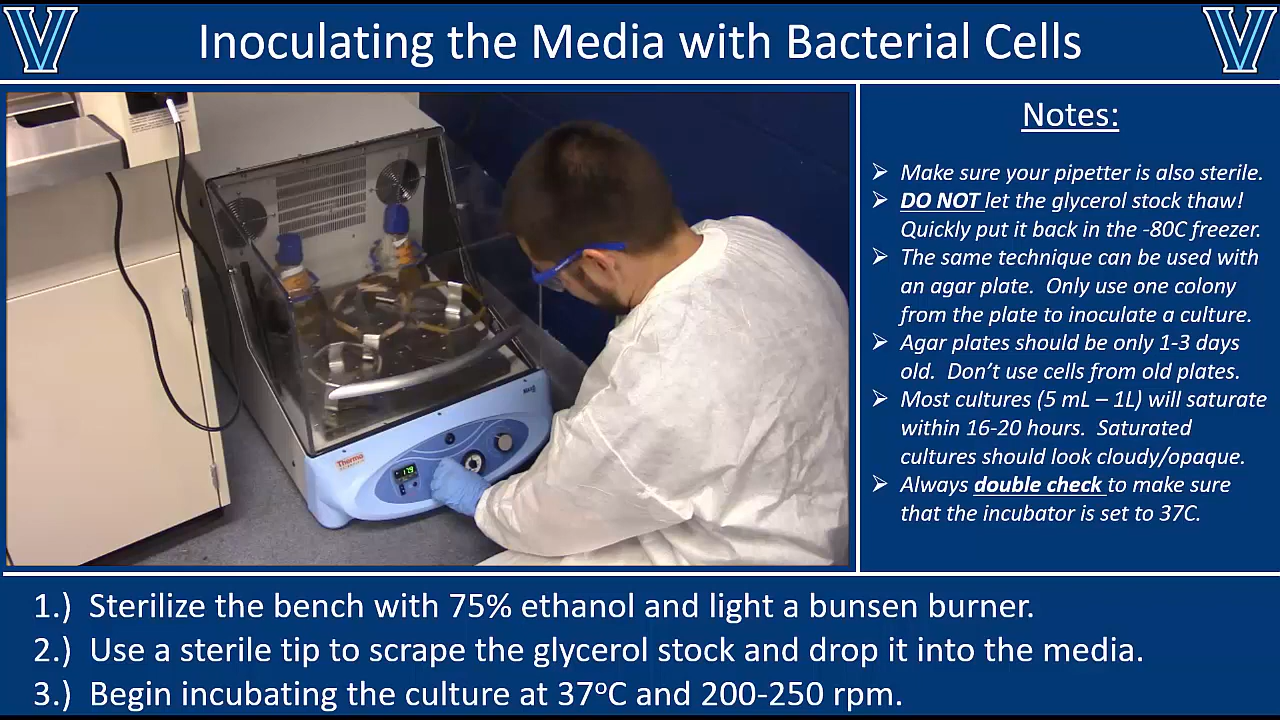 Inoculating the Media with Bacterial Cells
Notes:
➢ Make sure your pipetter is also sterile.
➢ DO NOT let the glycerol stock thaw!
Quickly put it back in the -80C freezer.
➢ The same technique can be used with
an agar plate. Only use one colony
from the plate to inoculate a culture.
➢ Agar plates should be only 1-3 days
old. Don't use cells from old plates.
➢ Most cultures (5 mL – 1L) will saturate
within 16-20 hours. Saturated
cultures should look cloudy/opaque.
➢ Always double check to make sure
that the incubator is set to 37C.
Thermo
1.) Sterilize the bench with 75% ethanol and light a bunsen burner.
2.) Use a sterile tip to scrape the glycerol stock and drop it into the media.
3.) Begin incubating the culture at 37°C and 200-250 rpm.